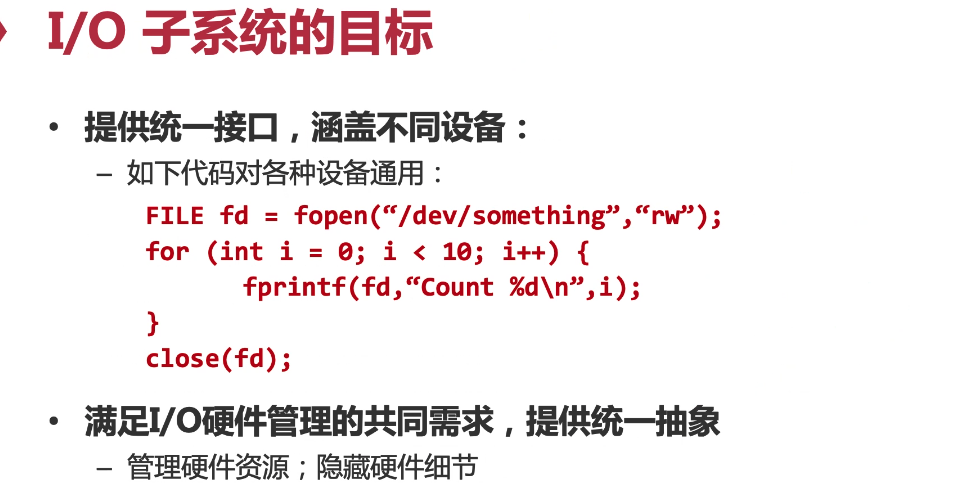 I/O 子系统的目标
• 提供统一接口，涵盖不同设备：
– 如下代码对各种设备通用：
FILE fd = fopen(“/dev/something”,“rw”);
for (int i = 0; i < 10; i++) {
fprintf(fd,“Count %d\n”,i);
}
close(fd);
• 满足I/O硬件管理的共同需求，提供统一抽象
– 管理硬件资源；隐藏硬件细节